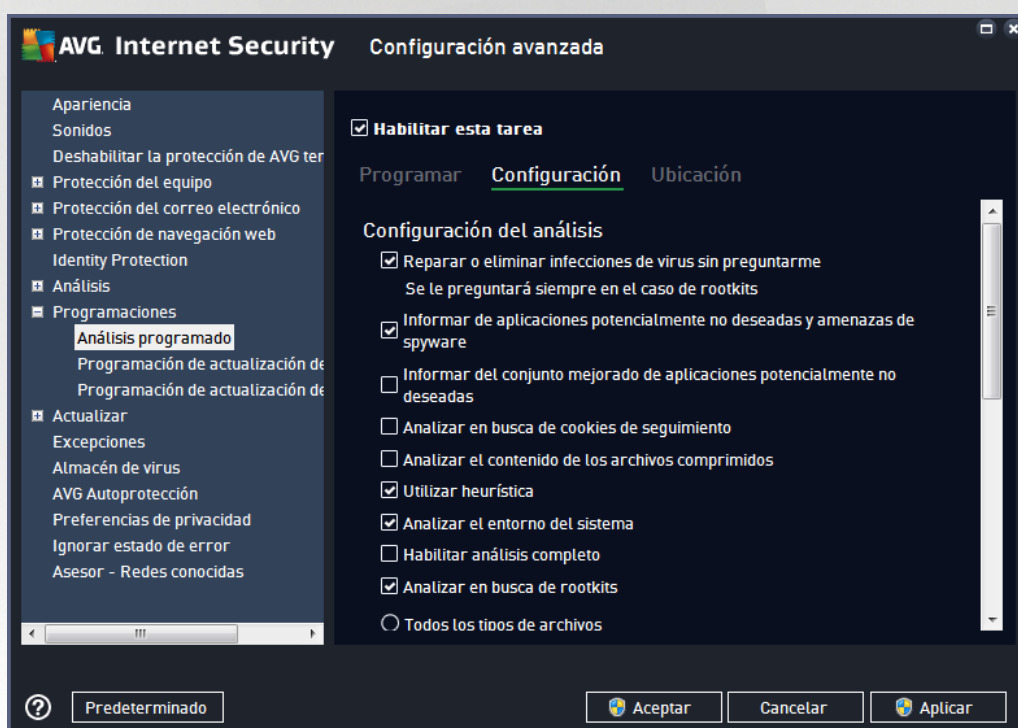 AVG Internet Security
Configuración avanzada
Apariencia
Sonidos
Deshabilitar la protección de AVG ter
Protección del equipo
Protección del correo electrónico
Protección de navegación web
Identity Protection
Análisis
Programaciones
Análisis programado
Programación de actualización de
Programación de actualización de
Actualizar
Excepciones
Almacén de virus
AVG Autoprotección
Preferencias de privacidad
Ignorar estado de error
Asesor - Redes conocidas
Habilitar esta tarea
Programar Configuración Ubicación
Configuración del análisis
Reparar o eliminar infecciones de virus sin preguntarme
Se le preguntará siempre en el caso de rootkits
Informar de aplicaciones potencialmente no deseadas y amenazas de
spyware
Informar del conjunto mejorado de aplicaciones potencialmente no
deseadas
Analizar en busca de cookies de seguimiento
Analizar el contenido de los archivos comprimidos
Utilizar heurística
Analizar el entorno del sistema
Habilitar análisis completo
Analizar en busca de rootkits
Todos los tipos de archivos
Predeterminado
Aceptar
Cancelar
Aplicar